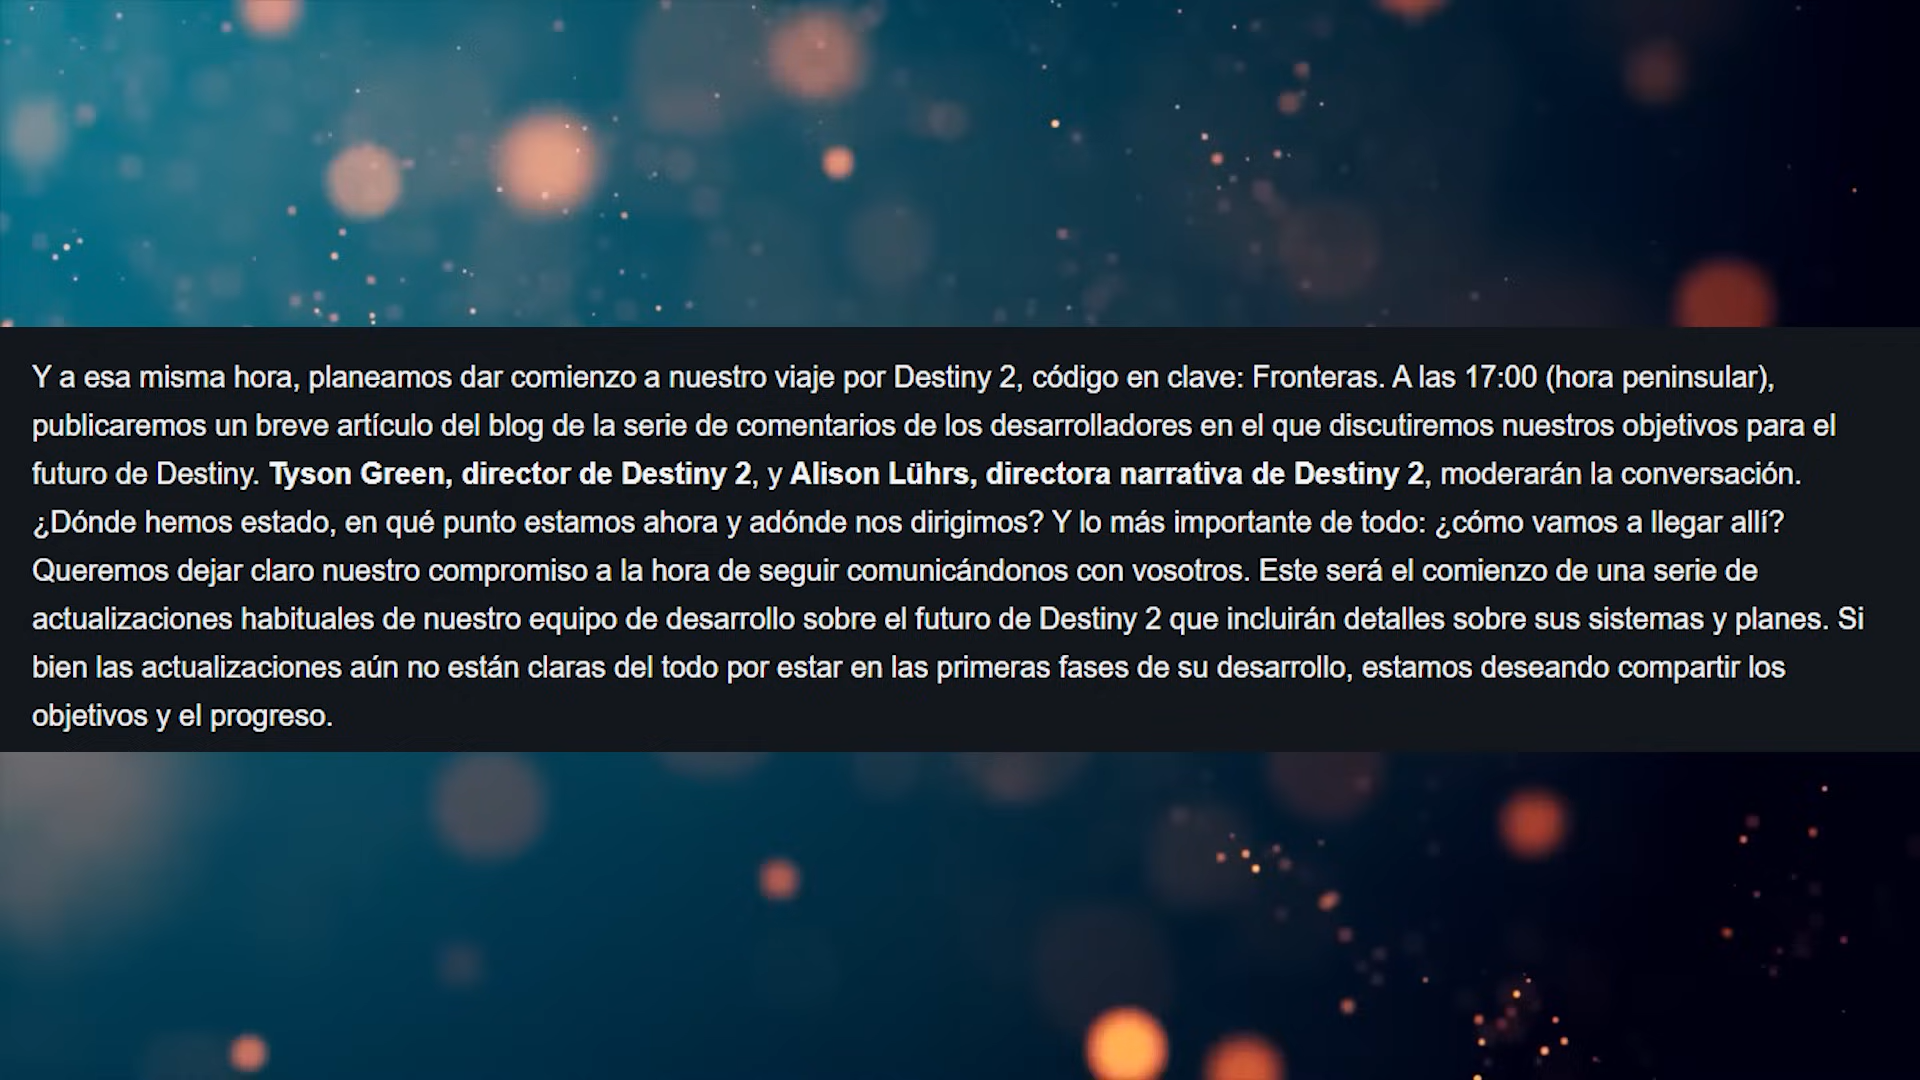 Y a esa misma hora, planeamos dar comienzo a nuestro viaje por Destiny 2, código en clave: Fronteras. A las 17:00 (hora peninsular),
publicaremos un breve artículo del blog de la serie de comentarios de los desarrolladores en el que discutiremos nuestros objetivos para el
futuro de Destiny. Tyson Green, director de Destiny 2, y Alison Lührs, directora narrativa de Destiny 2, moderarán la conversación.
¿Dónde hemos estado, en qué punto estamos ahora y adónde nos dirigimos? Y lo más importante de todo: ¿cómo vamos a llegar allí?
Queremos dejar claro nuestro compromiso a la hora de seguir comunicándonos con vosotros. Este será el comienzo de una serie de
actualizaciones habituales de nuestro equipo de desarrollo sobre el futuro de Destiny 2 que incluirán detalles sobre sus sistemas y planes. Si
bien las actualizaciones aún no están claras del todo por estar en las primeras fases de su desarrollo, estamos deseando compartir los
objetivos y el progreso.